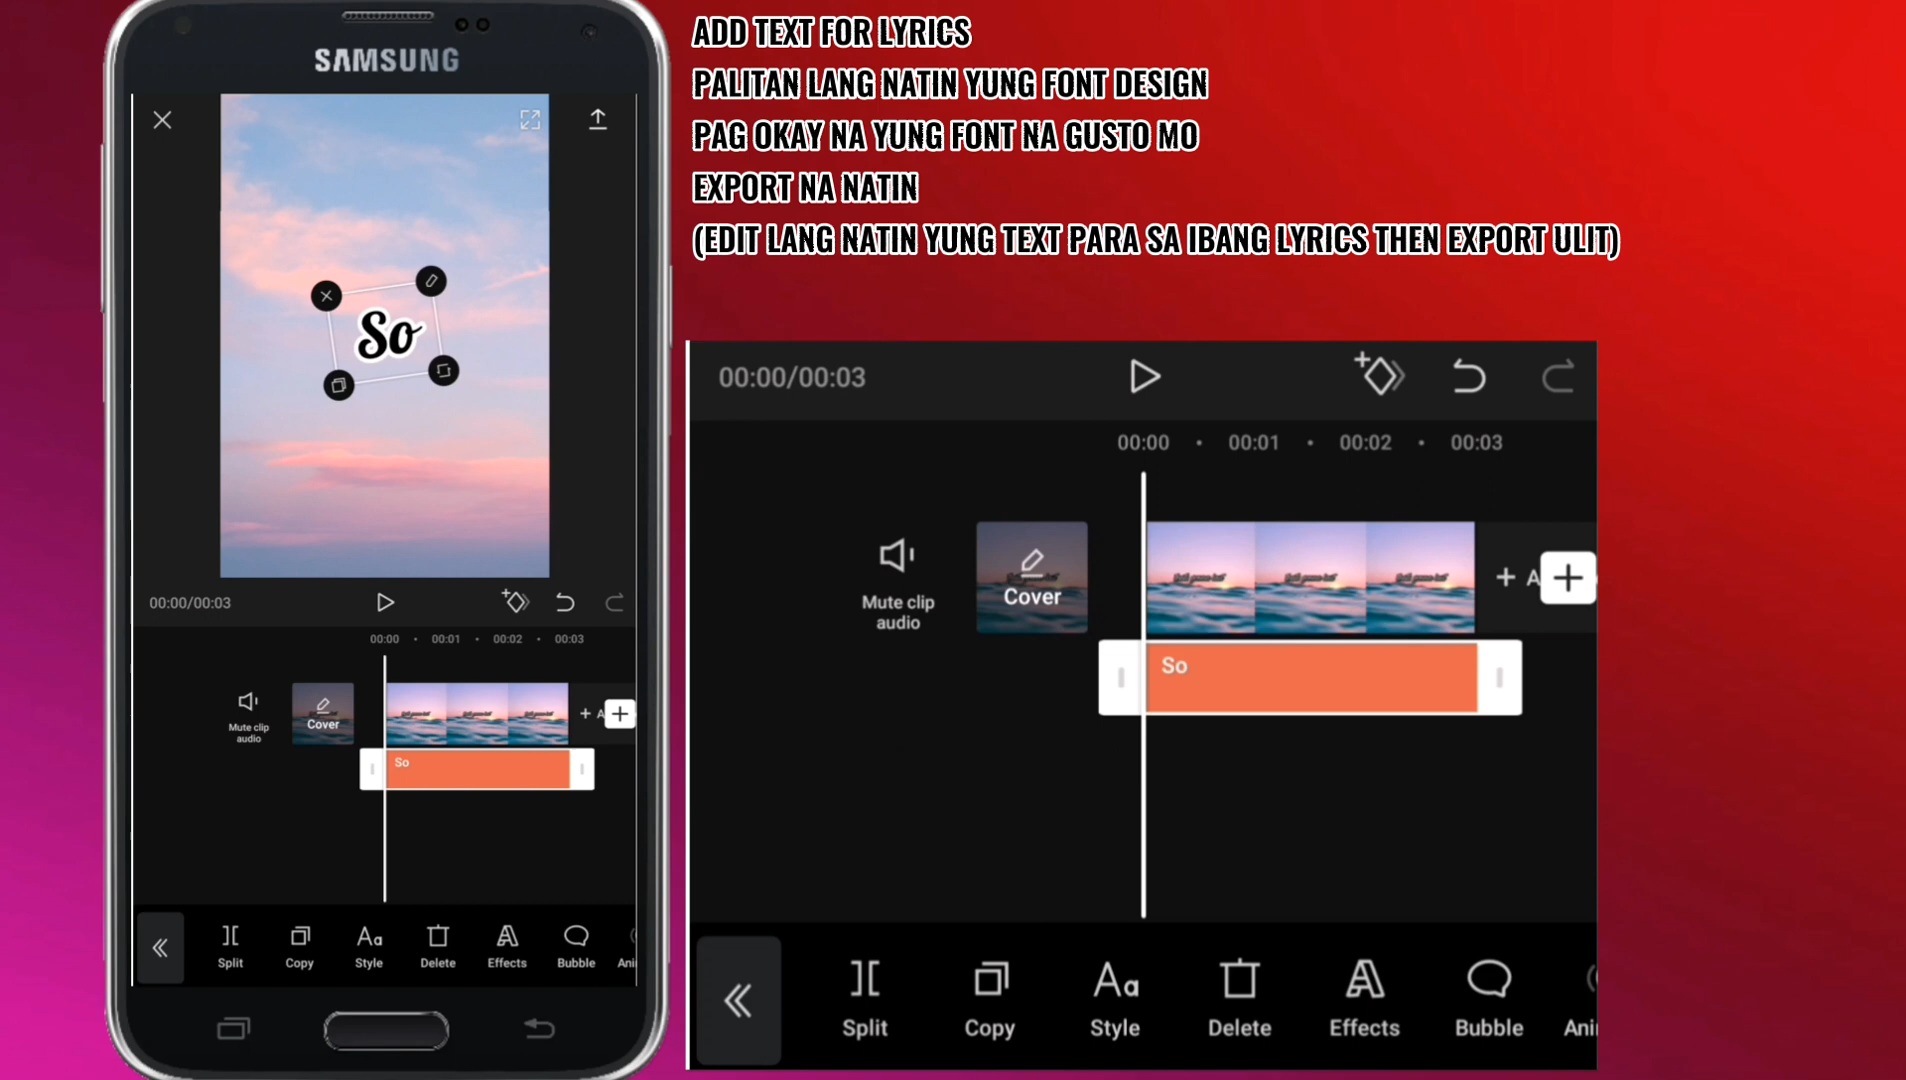 ADD TEXT FOR LYRICS
PALITAN LANG NATIN YUNG FONT DESIGN
PAG OKAY NA YUNG FONT NA GUSTO MO
EXPORT NA NATIN
(EDIT LANG NATIN YUNG TEXT PARA SA IBANG LYRICS THEN EXPORT ULIT)
SAMSUNG
So
00:00/00:03
00:00 • 00:01 • 00:02 • 00:03
Mute clip
audio
Cover
+ A
So
Split Copy Style Delete Effects Bubble Ani
00:00/00:03
00:00 • 00:01 • 00:02 • 00:03
Mute clip
audio
Cover
+ A
So
Split Copy Style Delete Effects Bubble Ani